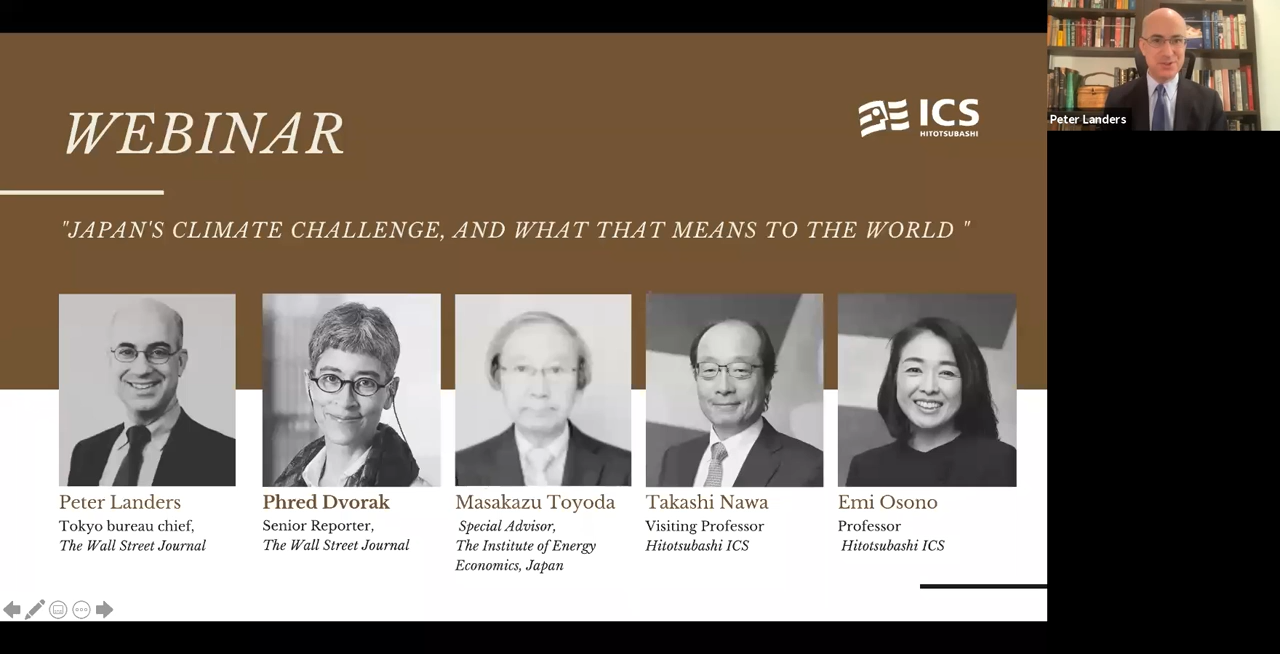 WEBINAR
ICS
HITOTSUBASHI
"JAPAN'S CLIMATE CHALLENGE, AND WHAT THAT MEANS TO THE WORLD "
Peter Landers
Tokyo bureau chief,
The Wall Street Journal
Phred Dvorak
Senior Reporter,
The Wall Street Journal
Masakazu Toyoda
Special Advisor,
The Institute of Energy
Economics, Japan
Takashi Nawa
Visiting Professor
Hitotsubashi ICS
Emi Osono
Professor
Hitotsubashi ICS
Peter Landers